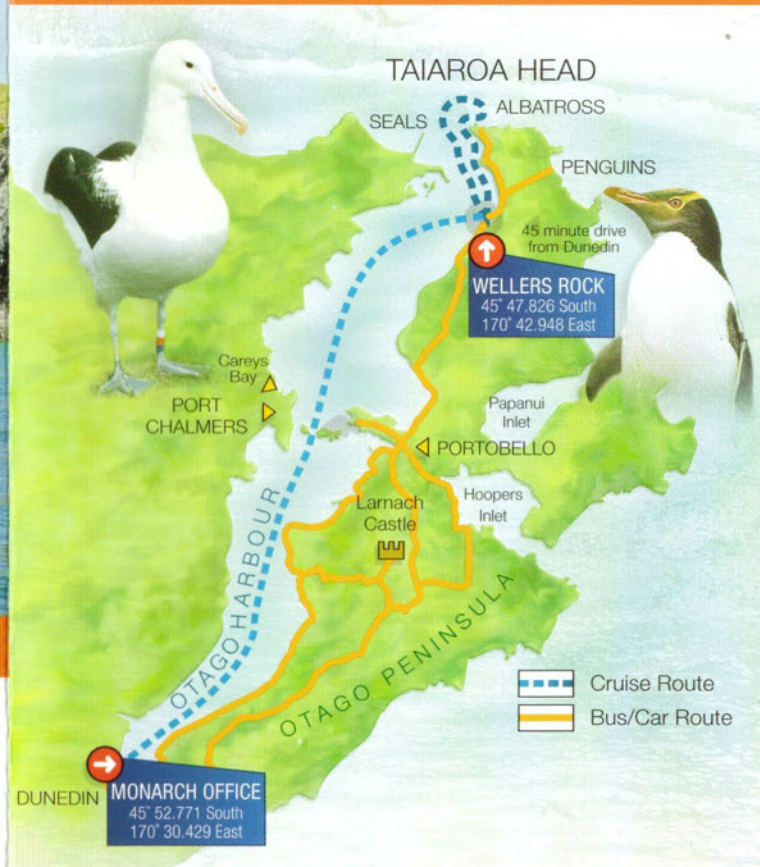 TAIAROA HEAD
ALBATROSS
SEALS
PENGUINS
45 minute drive
from Dunedin
WELLERS ROCK
45° 47.826 South
170° 42.948 East
Careys
Bay
PORT
CHALMERS
Papanui
Inlet
PORTOBELLO
Larnach
Castle
Hoopers
Inlet
OTAGO HARBOUR
OTAGO PENINSULA
Cruise Route
Bus/Car Route
DUNEDIN
MONARCH OFFICE
45° 52.771 South
170° 30.429 East